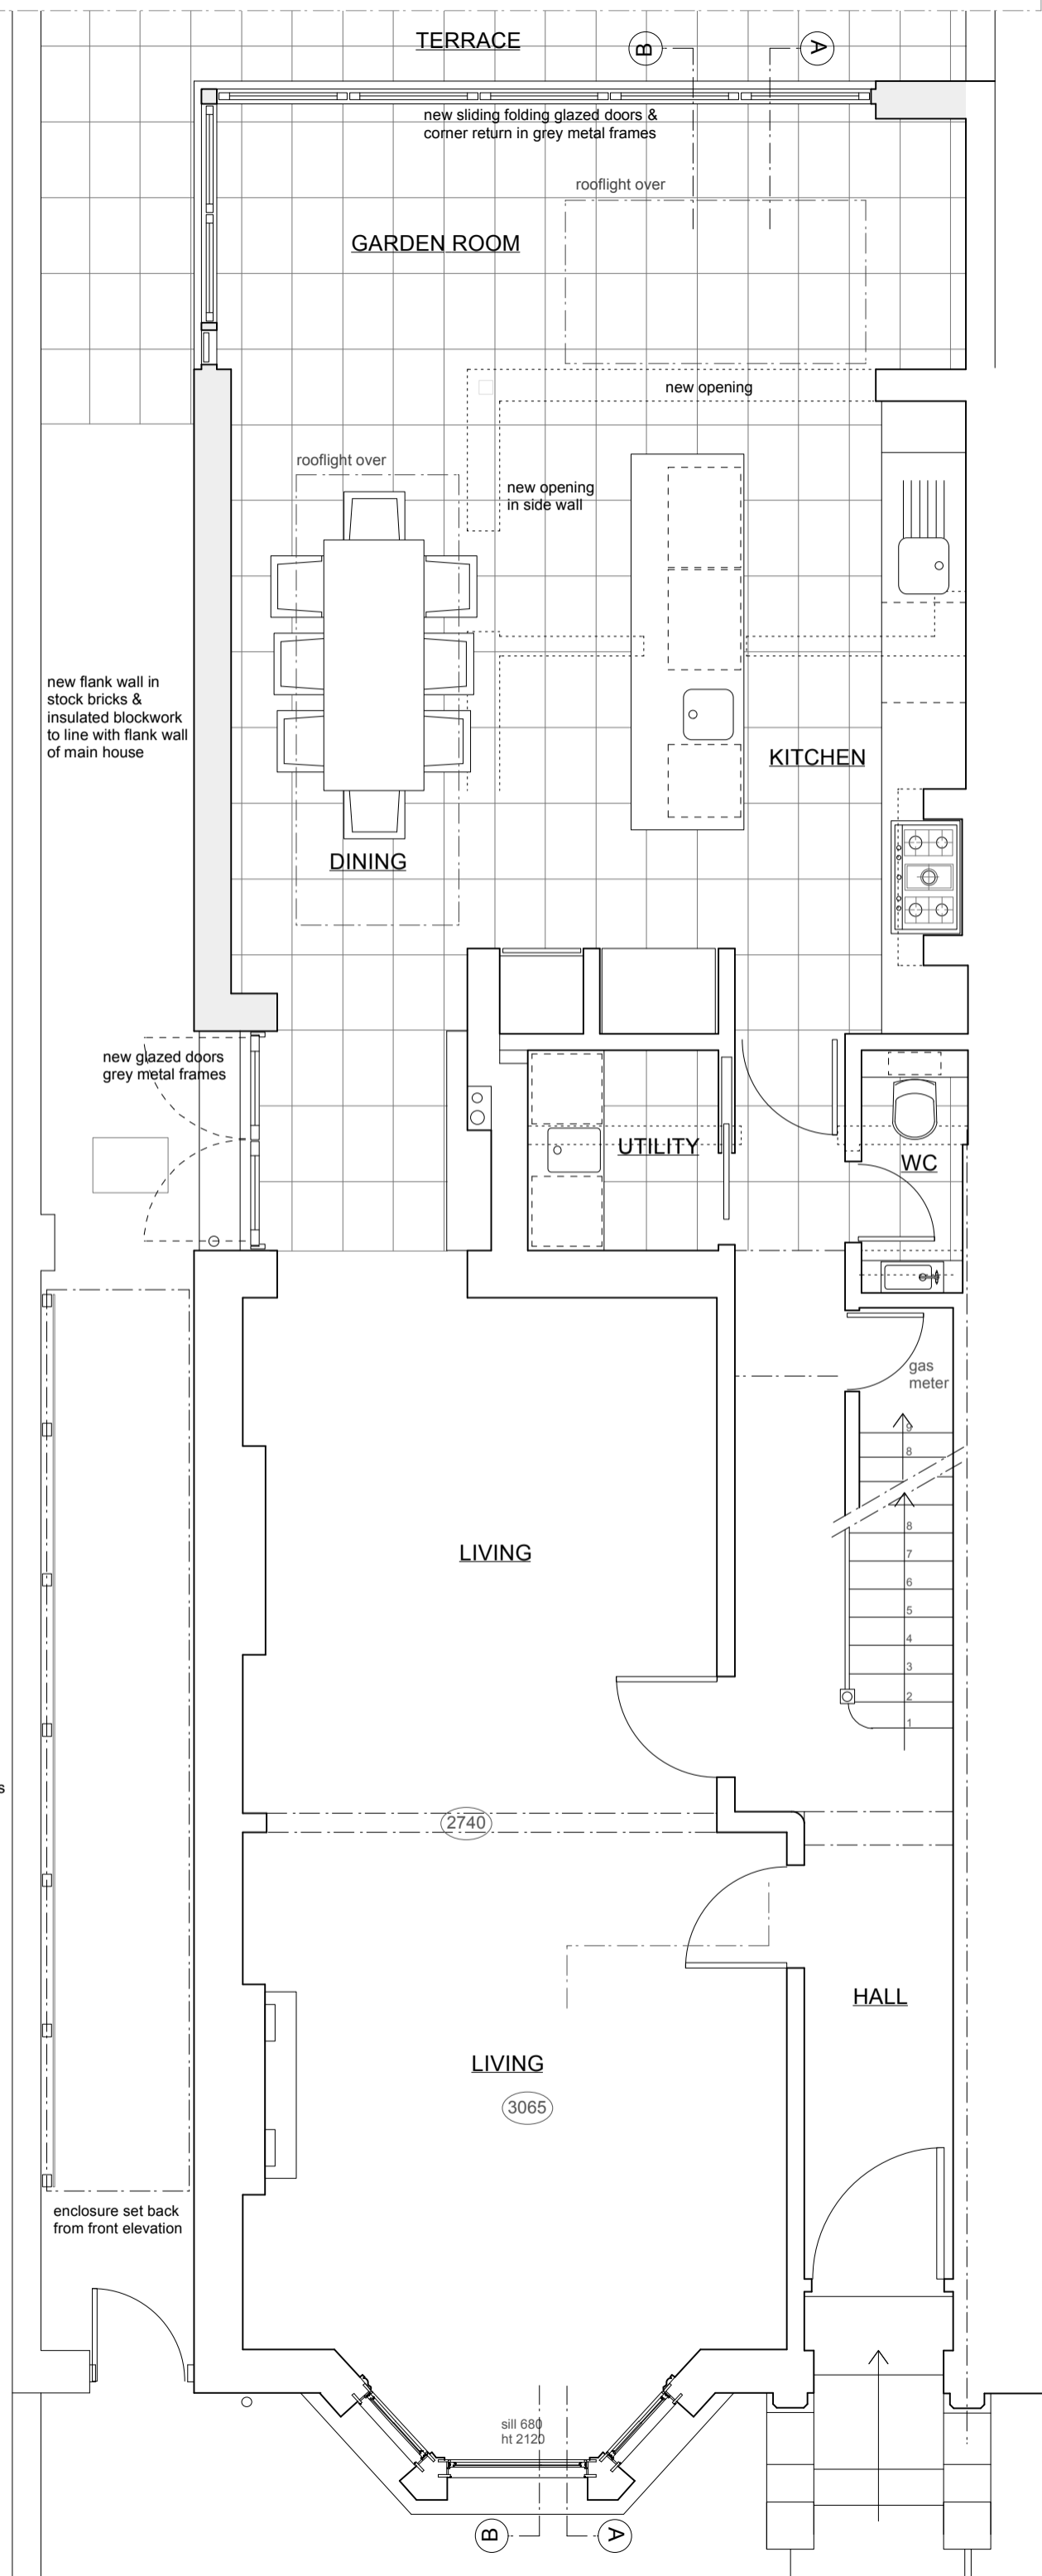 TERRACE
B
A
new sliding folding glazed doors &
corner return in grey metal frames
rooflight over
GARDEN ROOM
new opening
rooflight over
new opening
in side wall
new flank wall in
stock bricks &
insulated blockwork
to line with flank wall
of main house
KITCHEN
DINING
new glazed doors
grey metal frames
UTILITY
WC
gas
meter
9
8
8
7
6
5
4
3
2
1
LIVING
s
2740
HALL
LIVING
3065
enclosure set back
from front elevation
sill 680
ht 2120
B
A